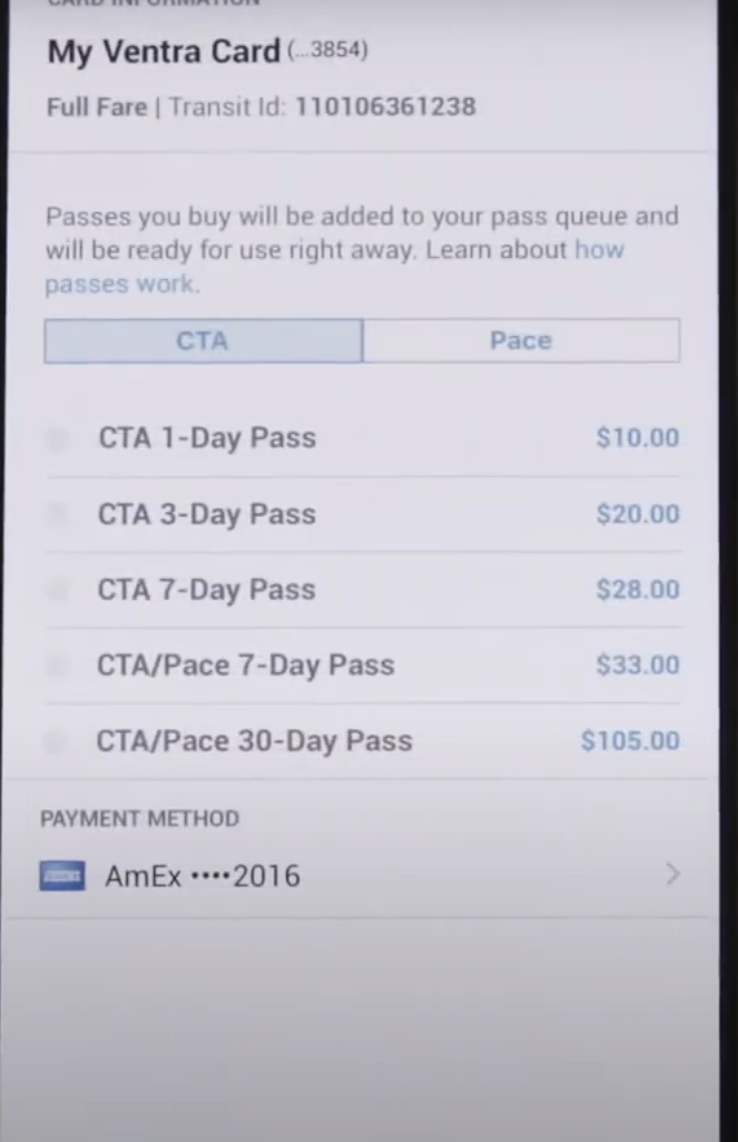 CARD INFORMATION
My Ventra Card (...3854)
Full Fare | Transit Id: 110106361238
Passes you buy will be added to your pass queue and
will be ready for use right away. Learn about how
passes work.
CTA Pace
CTA 1-Day Pass $10.00
CTA 3-Day Pass $20.00
CTA 7-Day Pass $28.00
CTA/Pace 7-Day Pass $33.00
CTA/Pace 30-Day Pass $105.00
PAYMENT METHOD
AmEx ••••2016